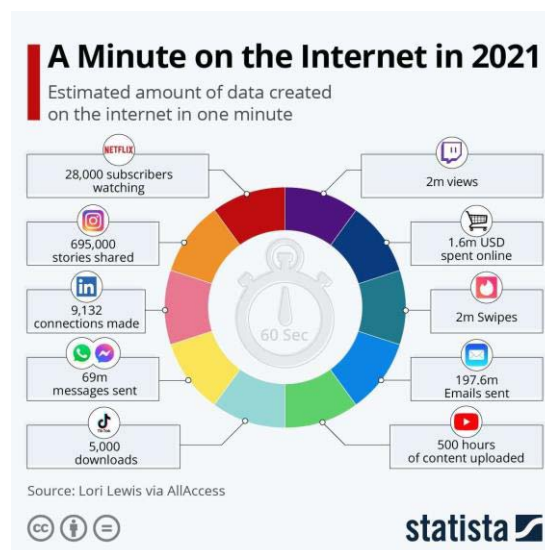 A Minute on the Internet in 2021
Estimated amount of data created
on the internet in one minute
NETFLIX
28,000 subscribers
watching
2m views
695,000
stories shared
1.6m USD
spent online
in
9,132
connections made
2m Swipes
69m
messages sent
197.6m
Emails sent
TikTok
5,000
downloads
500 hours
of content uploaded
60 Sec
Source: Lori Lewis via AllAccess
cc
statista